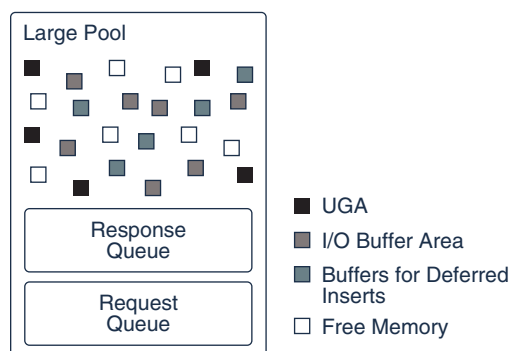 Large Pool
Response
Queue
Request
Queue
UGA
I/O Buffer Area
Buffers for Deferred
Inserts
Free Memory